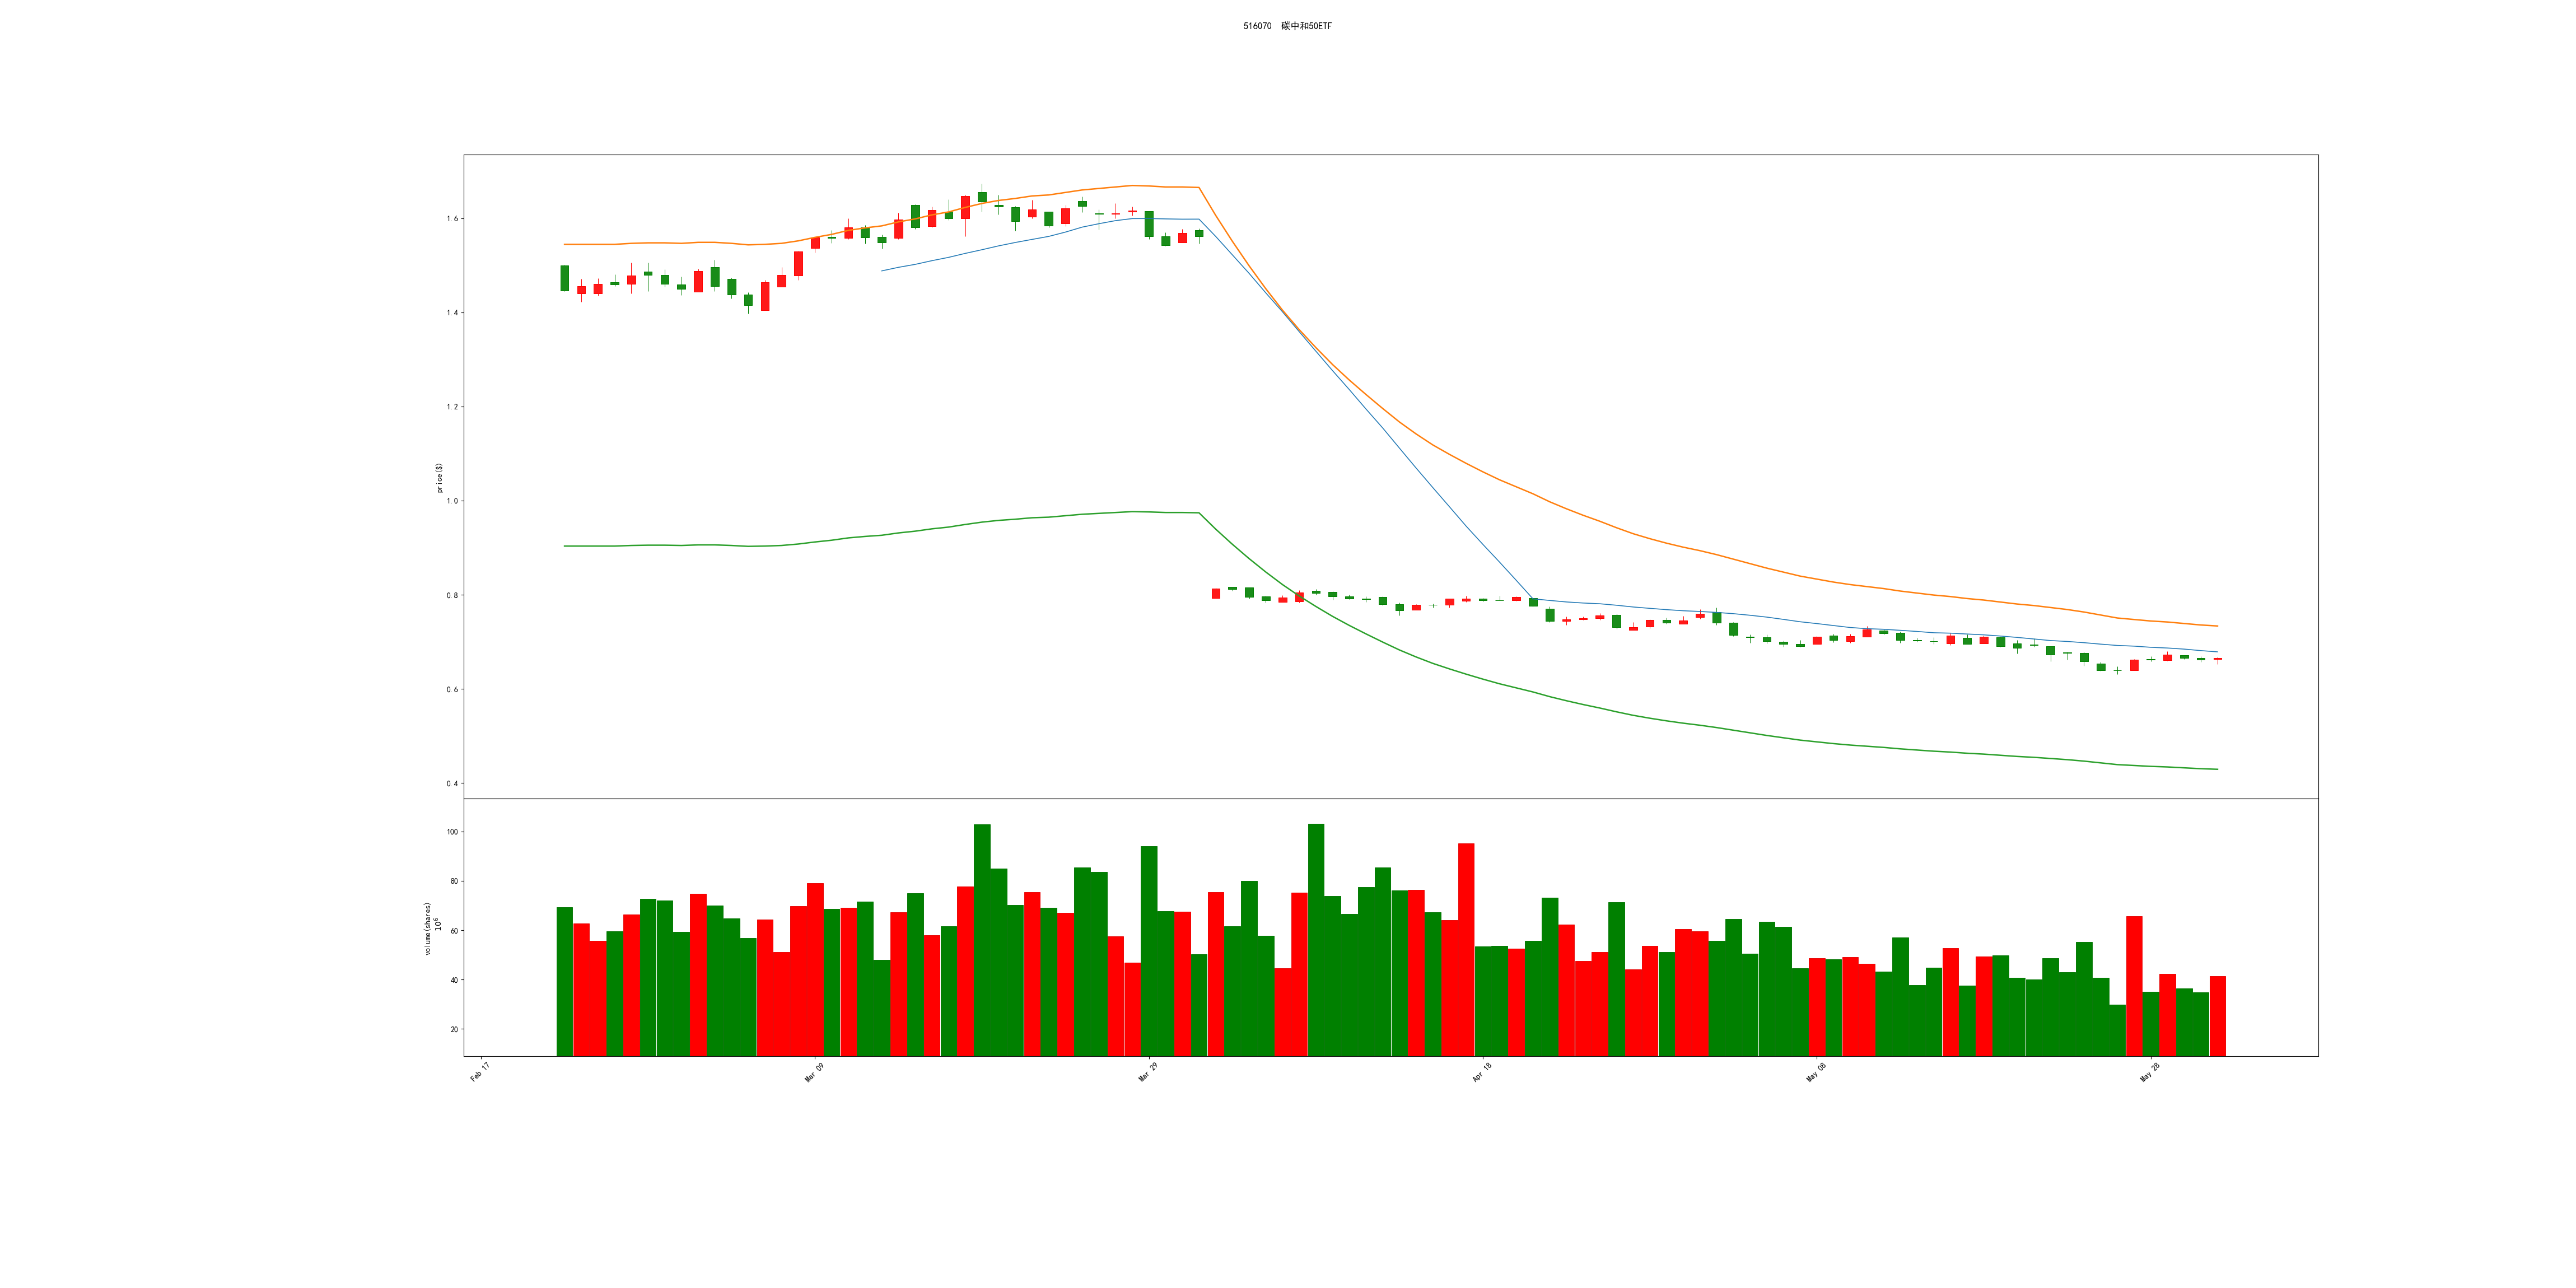 516070 碳中和50ETF
price($)
1.6
1.4
1.2
1.0
0.8
0.6
0.4
volume(shares)
10^6
100
80
60
40
20
Feb 17
Mar 09
Mar 29
Apr 18
May 08
May 28